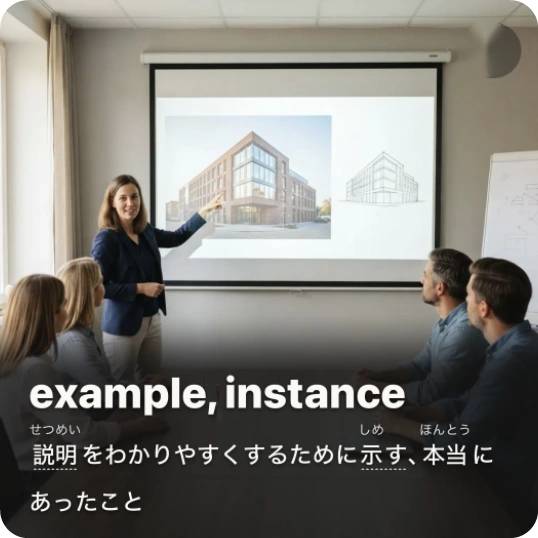 example, instance
せつめい しめ ほんとう
説明をわかりやすくするために示す、本当に
あったこと